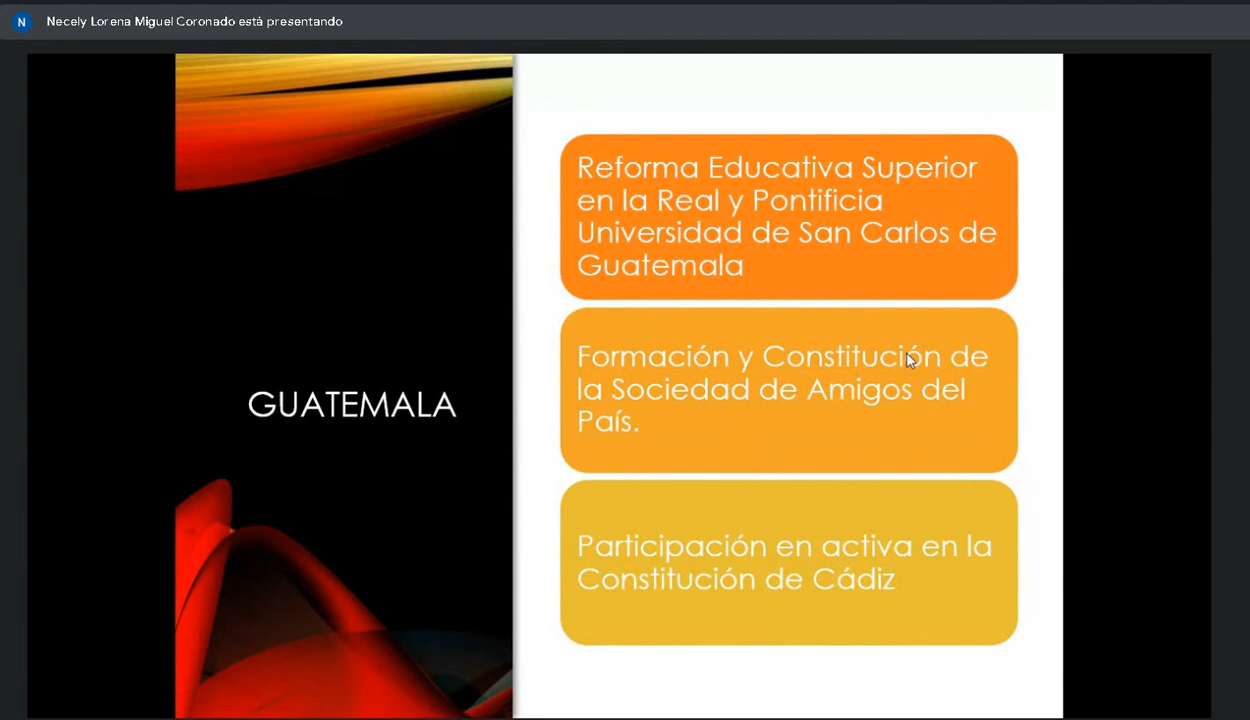 N
Necely Lorena Miguel Coronado está presentando
GUATEMALA
Reforma Educativa Superior
en la Real y Pontificia
Universidad de San Carlos de
Guatemala
Formación y Constitución de
la Sociedad de Amigos del
País.
Participación en activa en la
Constitución de Cádiz